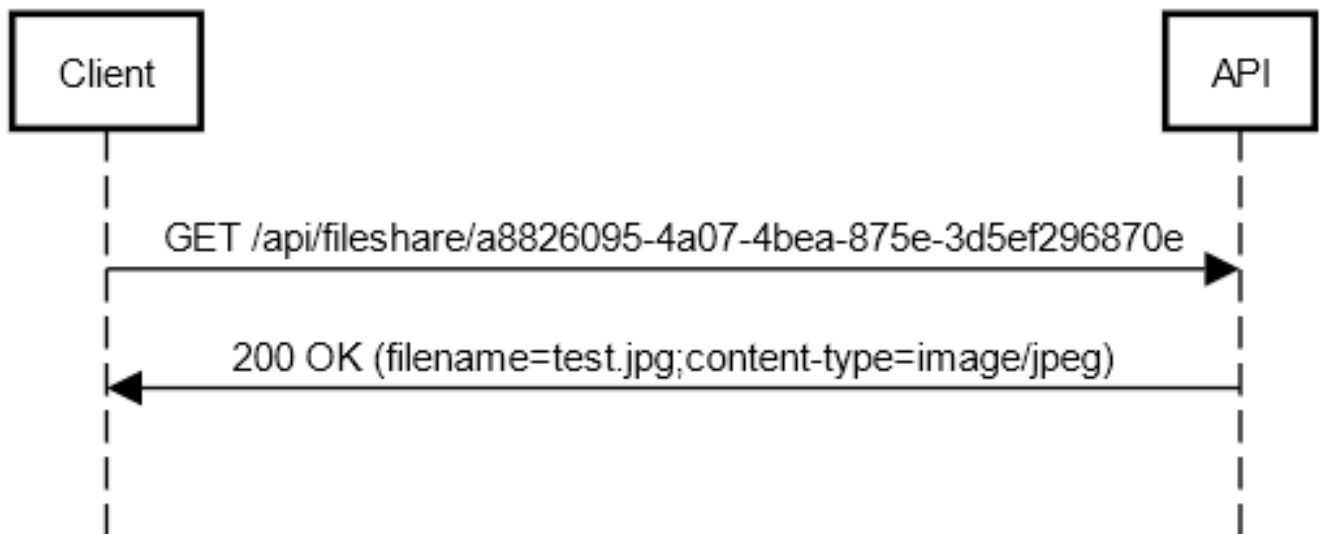 Client
API
GET /api/fileshare/a8826095-4a07-4bea-875e-3d5ef296870e
200 OK (filename=test.jpg;content-type=image/jpeg)